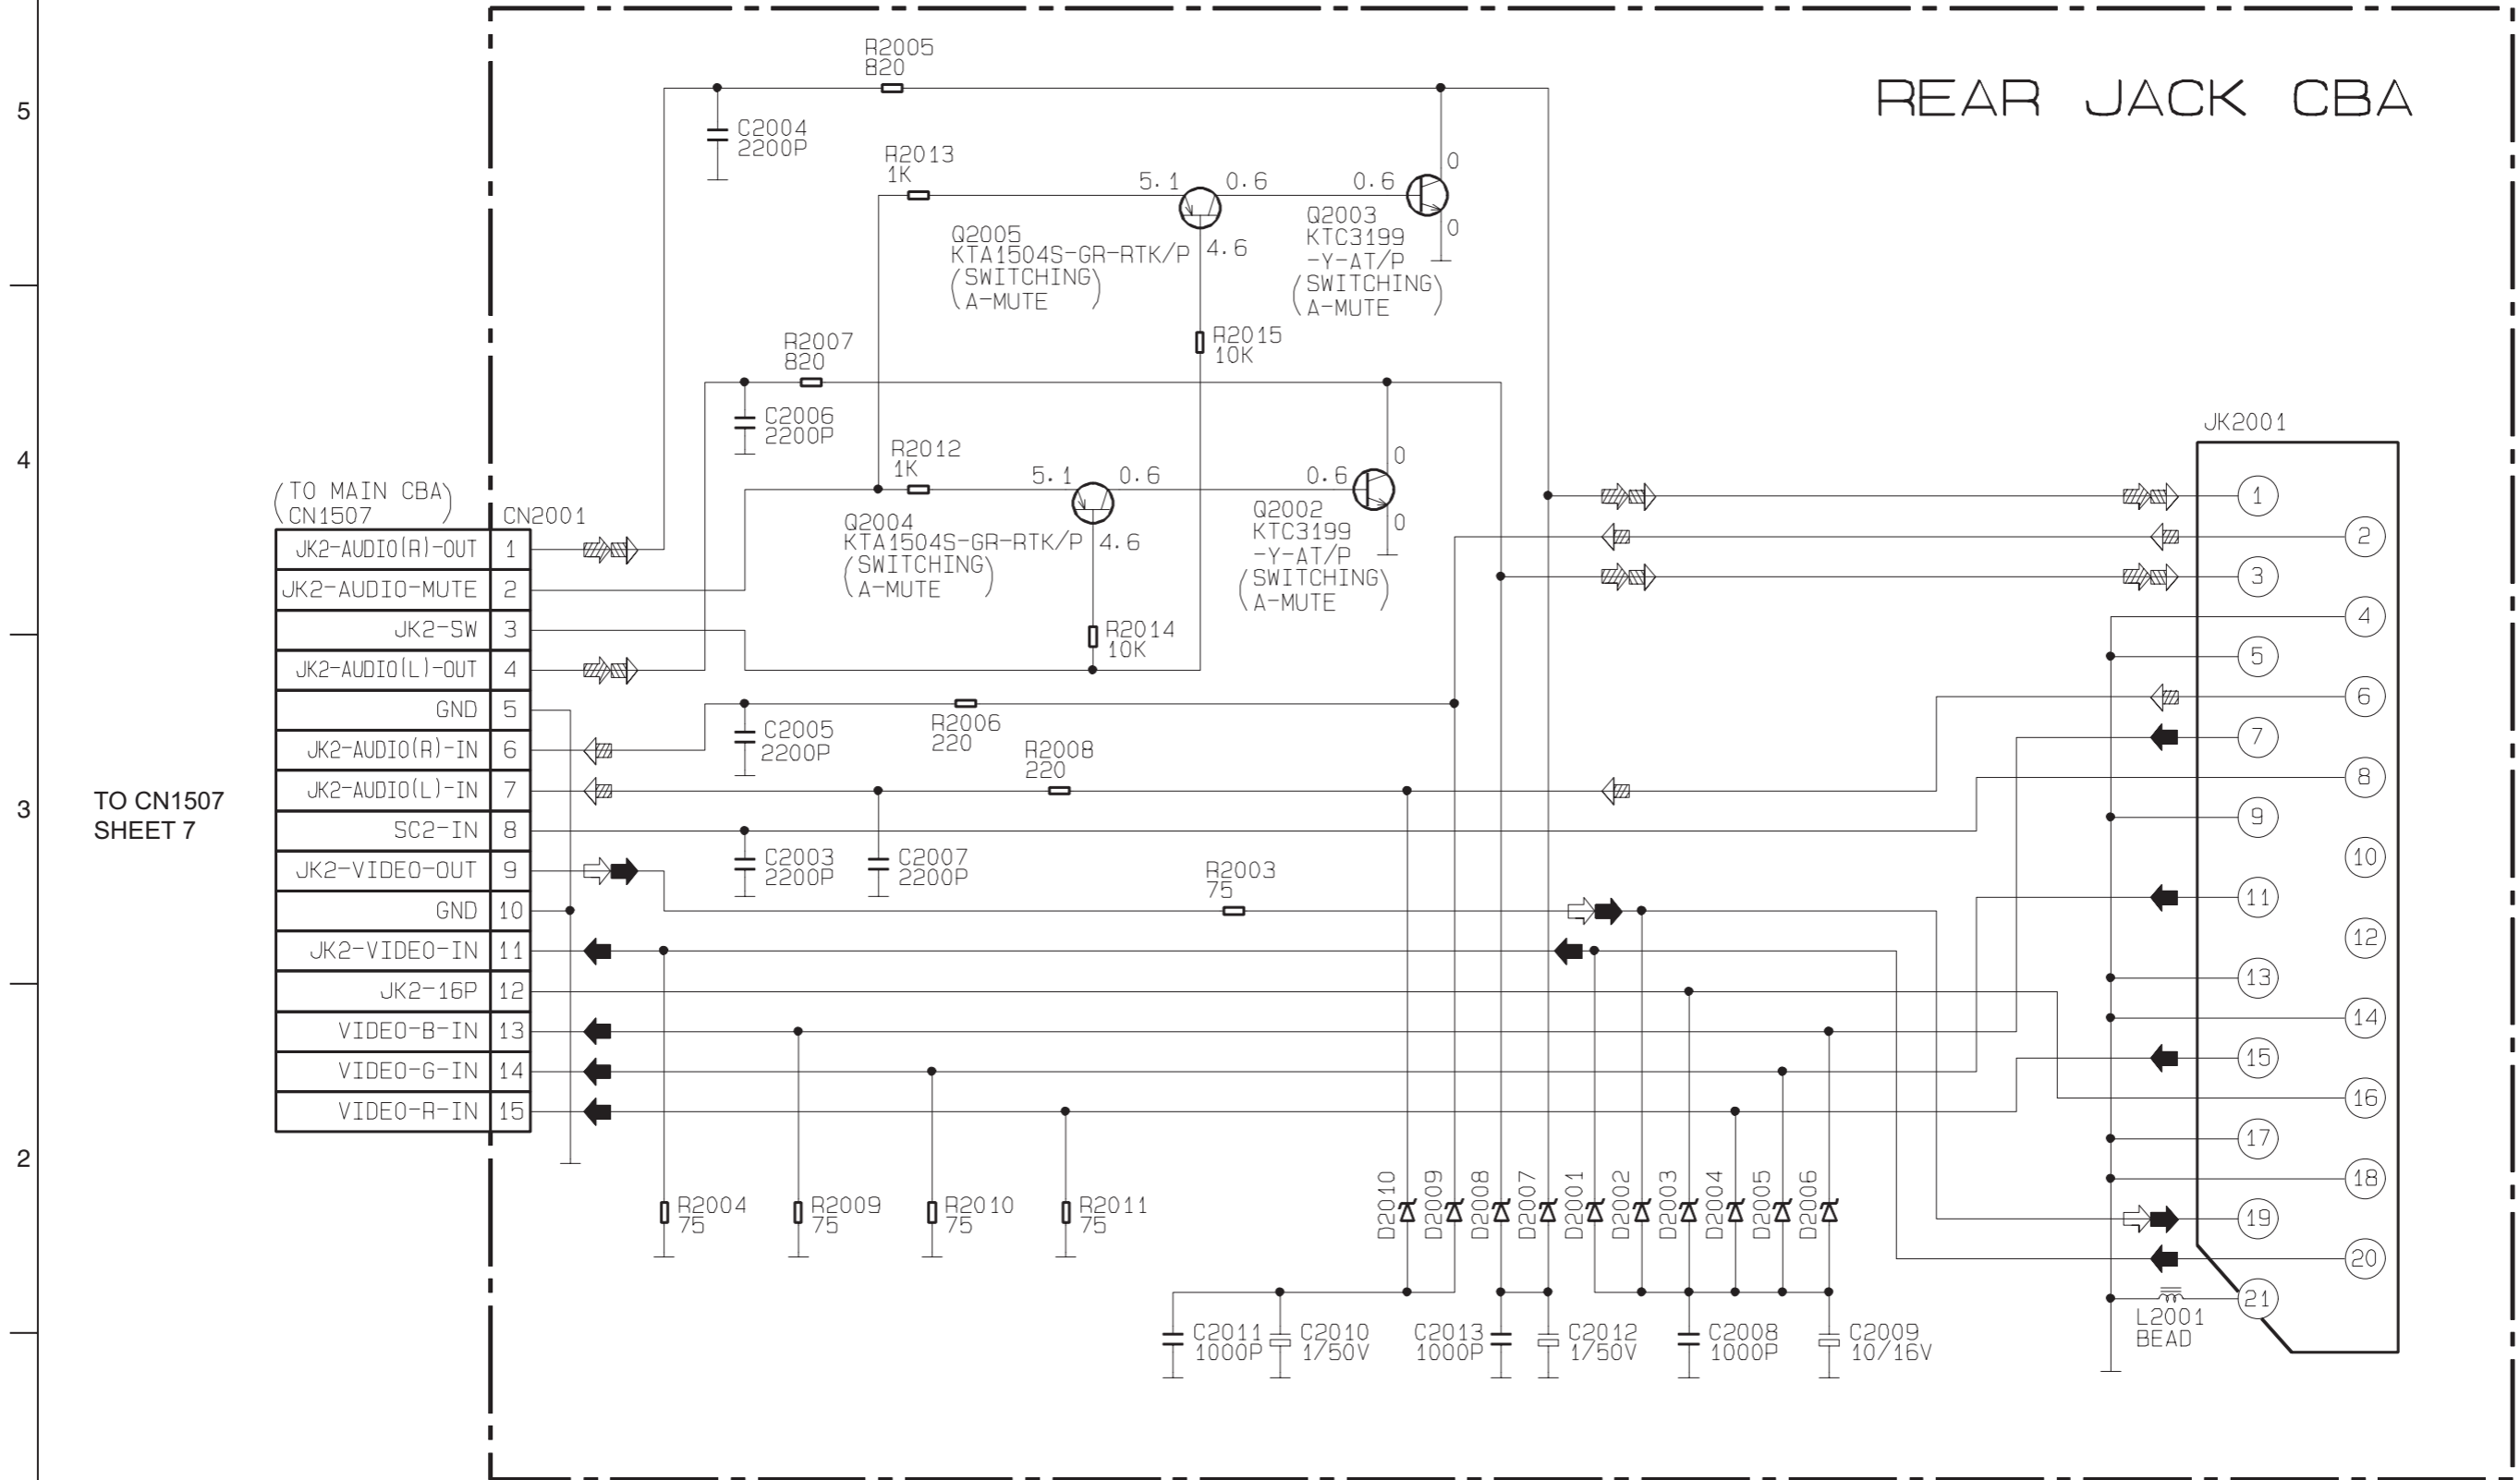 REAR JACK CBA
5
4
3
2
TO CN1507
SHEET 7
(TO MAIN CBA)
CN1507
CN2001
JK2-AUDIO(R)-OUT 1
JK2-AUDIO-MUTE 2
JK2-SW 3
JK2-AUDIO(L)-OUT 4
GND 5
JK2-AUDIO(R)-IN 6
JK2-AUDIO(L)-IN 7
SC2-IN 8
JK2-VIDEO-OUT 9
GND 10
JK2-VIDEO-IN 11
JK2-16P 12
VIDEO-B-IN 13
VIDEO-G-IN 14
VIDEO-R-IN 15
R2005
820
C2004
2200P
R2013
1K
5.1
0.6
4.6
Q2005
KTA1504S-GR-RTK/P
(SWITCHING)
A-MUTE
0.6
0
0
Q2003
KTC3199
-Y-AT/P
(SWITCHING)
A-MUTE
R2015
10K
R2007
820
C2006
2200P
R2012
1K
5.1
0.6
4.6
Q2004
KTA1504S-GR-RTK/P
(SWITCHING)
A-MUTE
0.6
0
0
Q2002
KTC3199
-Y-AT/P
(SWITCHING)
A-MUTE
R2014
10K
C2005
2200P
R2006
220
R2008
220
C2003
2200P
C2007
2200P
R2003
75
R2004
75
R2009
75
R2010
75
R2011
75
D2010
D2009
D2008
D2007
D2001
D2002
D2003
D2004
D2005
D2006
C2011
1000P
C2010
1/50V
C2013
1000P
C2012
1/50V
C2008
1000P
C2009
10/16V
JK2001
1
2
3
4
5
6
7
8
9
10
11
12
13
14
15
16
17
18
19
20
21
L2001
BEAD